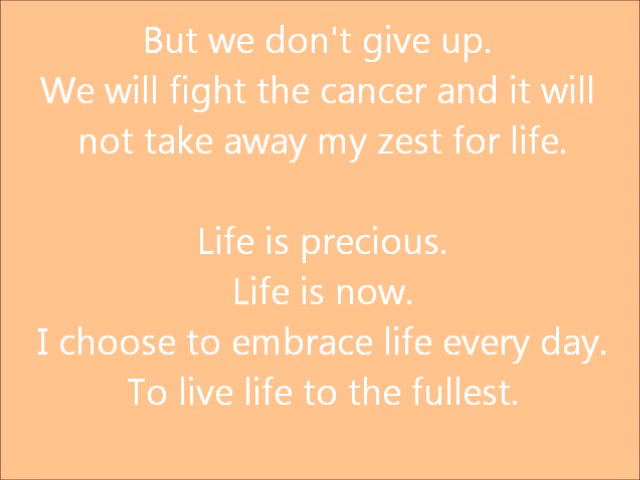 But we don't give up.
We will fight the cancer and it will
not take away my zest for life.
Life is precious.
Life is now.
I choose to embrace life every day.
To live life to the fullest.